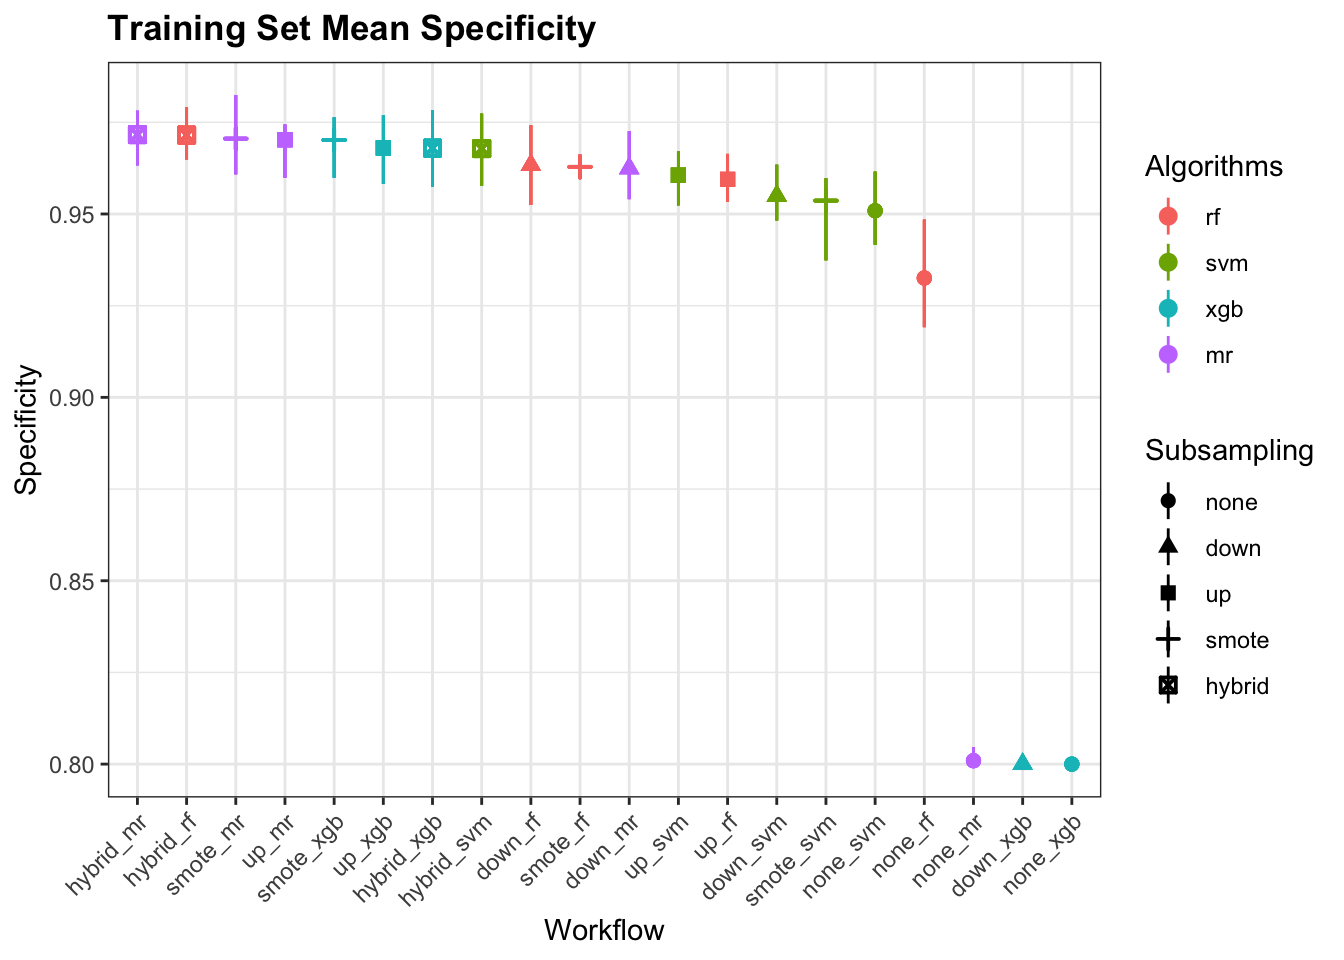 Training Set Mean Specificity
Specificity
0.95
0.90
0.85
0.80
hybrid_mr
hybrid_rf
smote_mr
up_mr
smote_xgb
up_xgb
hybrid_xgb
hybrid_svm
down_rf
smote_rf
down_mr
up_svm
up_rf
down_svm
smote_svm
none_svm
none_rf
none_mr
down_xgb
none_xgb
Workflow
Algorithms
rf
svm
xgb
mr
Subsampling
none
down
up
smote
hybrid